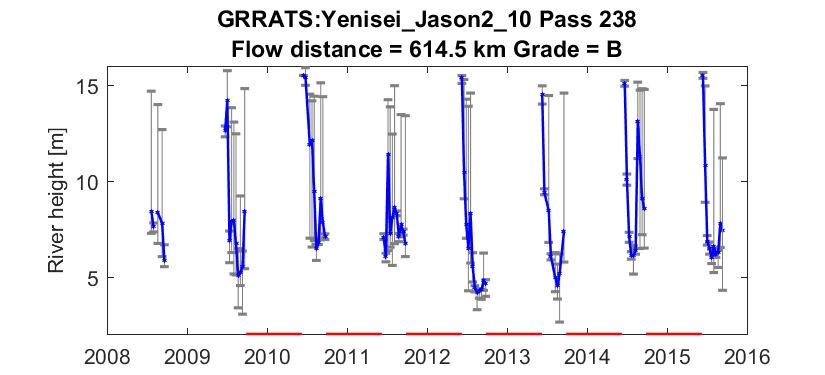 GRRATS:Yenisei_Jason2_10 Pass 238
Flow distance = 614.5 km Grade = B
River height [m]
15
10
5
2008 2009 2010 2011 2012 2013 2014 2015 2016